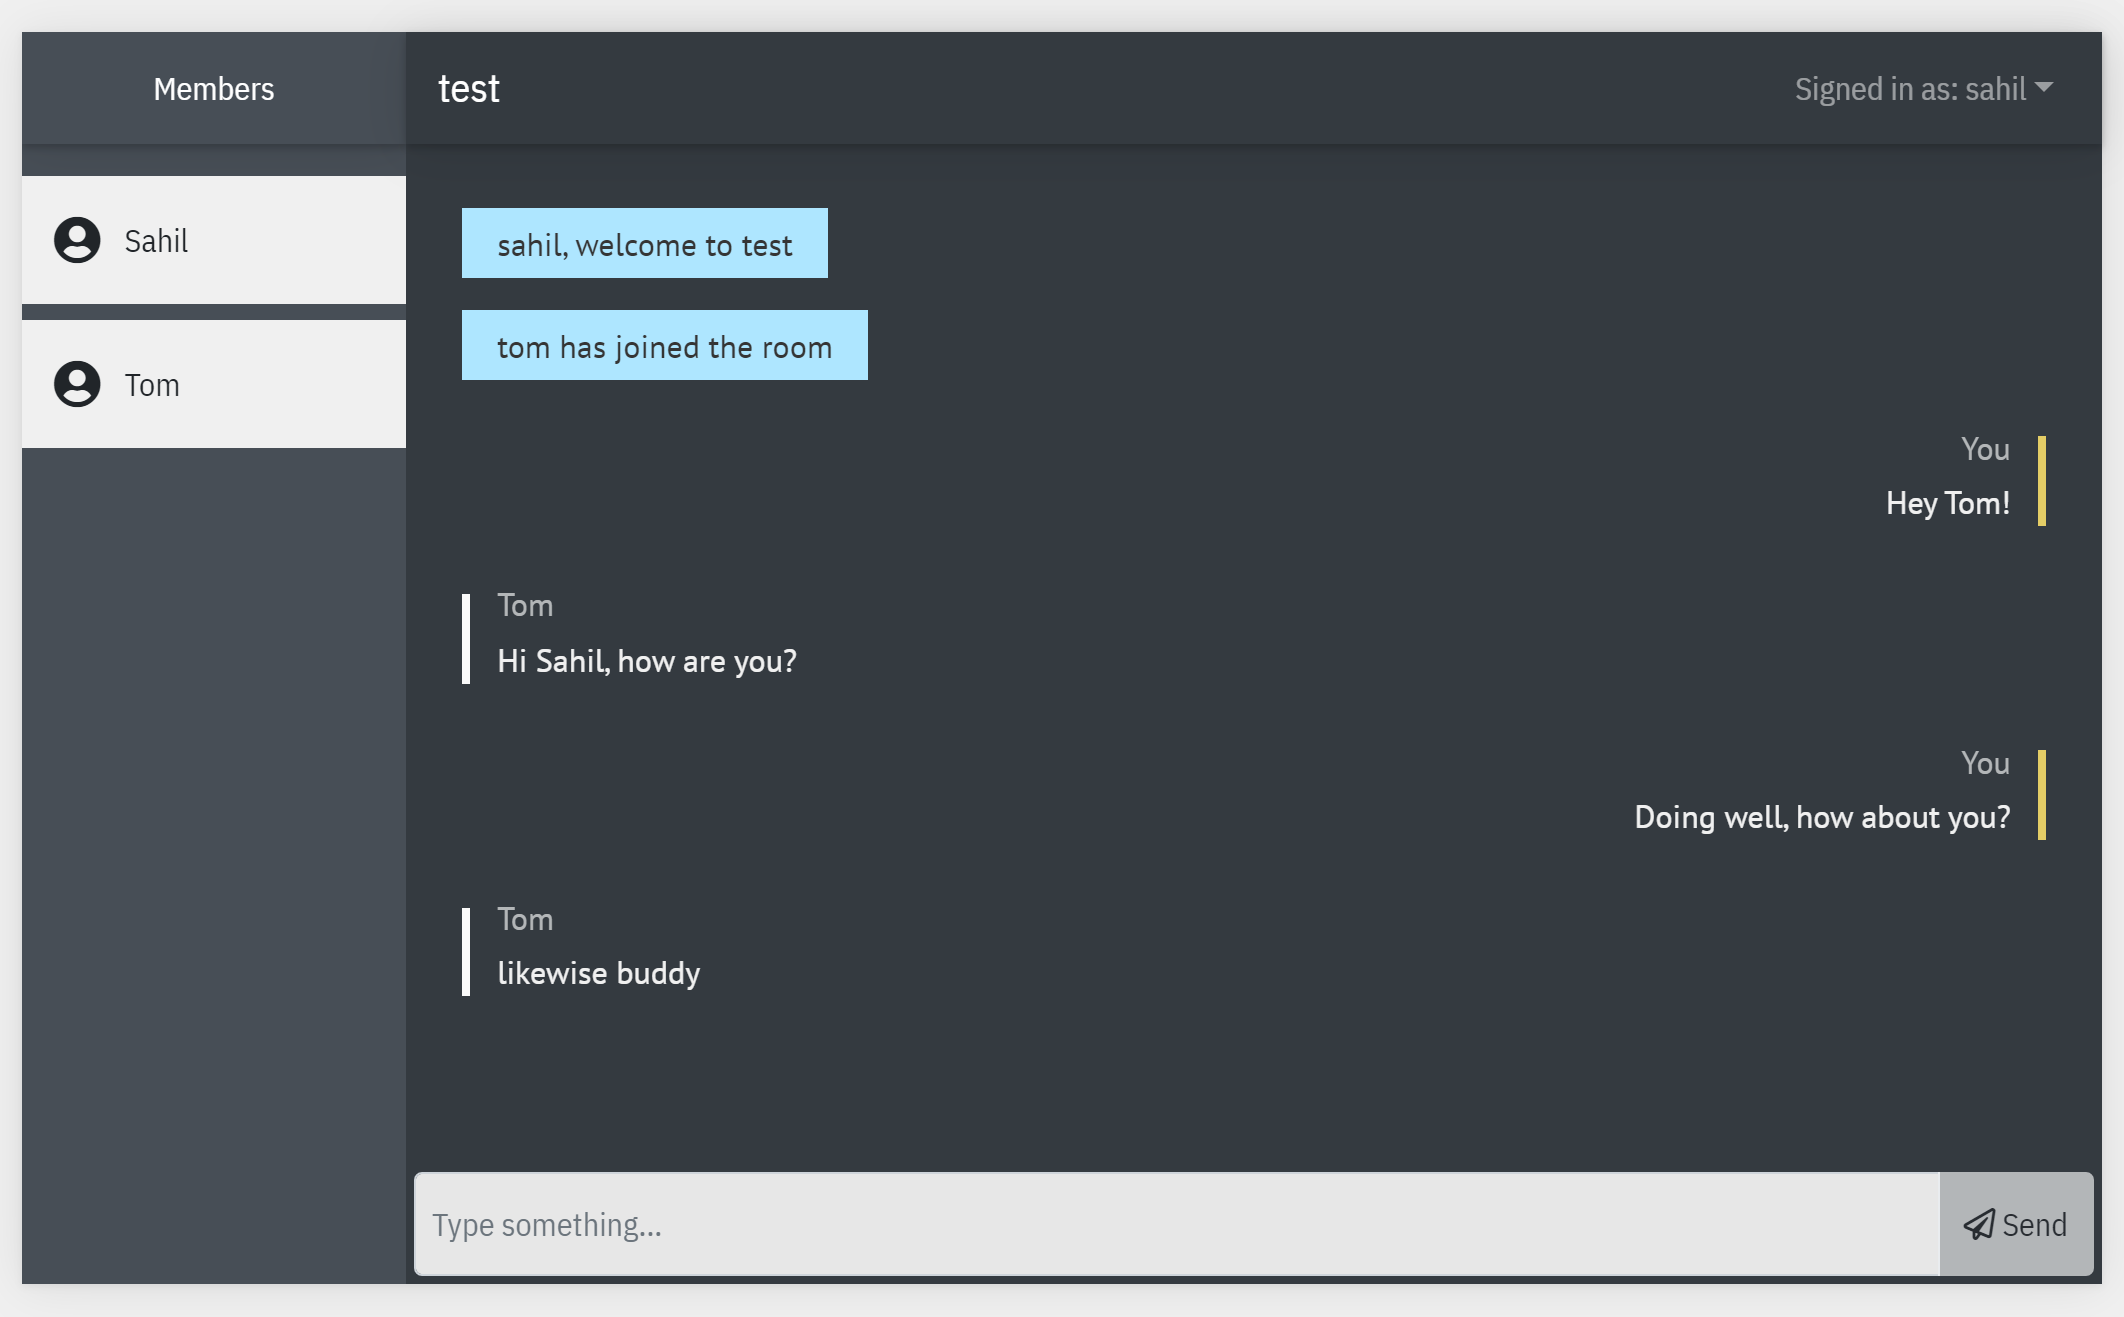 Members
test
Signed in as: sahil
Sahil
Tom
sahil, welcome to test
tom has joined the room
You
Hey Tom!
Tom
Hi Sahil, how are you?
You
Doing well, how about you?
Tom
likewise buddy
Type something...
Send